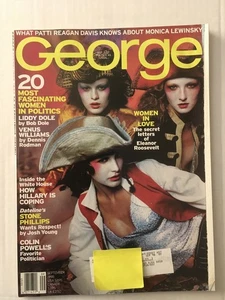 WHAT PATTI REAGAN DAVIS KNOWS ABOUT MONICA LEWINSKY
George
20
MOST
FASCINATING
WOMEN
IN POLITICS
LIDDY DOLE
by Bob Dole
VENUS
WILLIAMS
by Dennis
Rodman
WOMEN
IN LOVE
The secret
letters of
Eleanor
Roosevelt
Inside the
White House
HOW
HILLARY IS
COPING
Dateline's
STONE
PHILLIPS
Wants Respect!
by Josh Young
COLIN
POWELL'S
Favorite
Politician